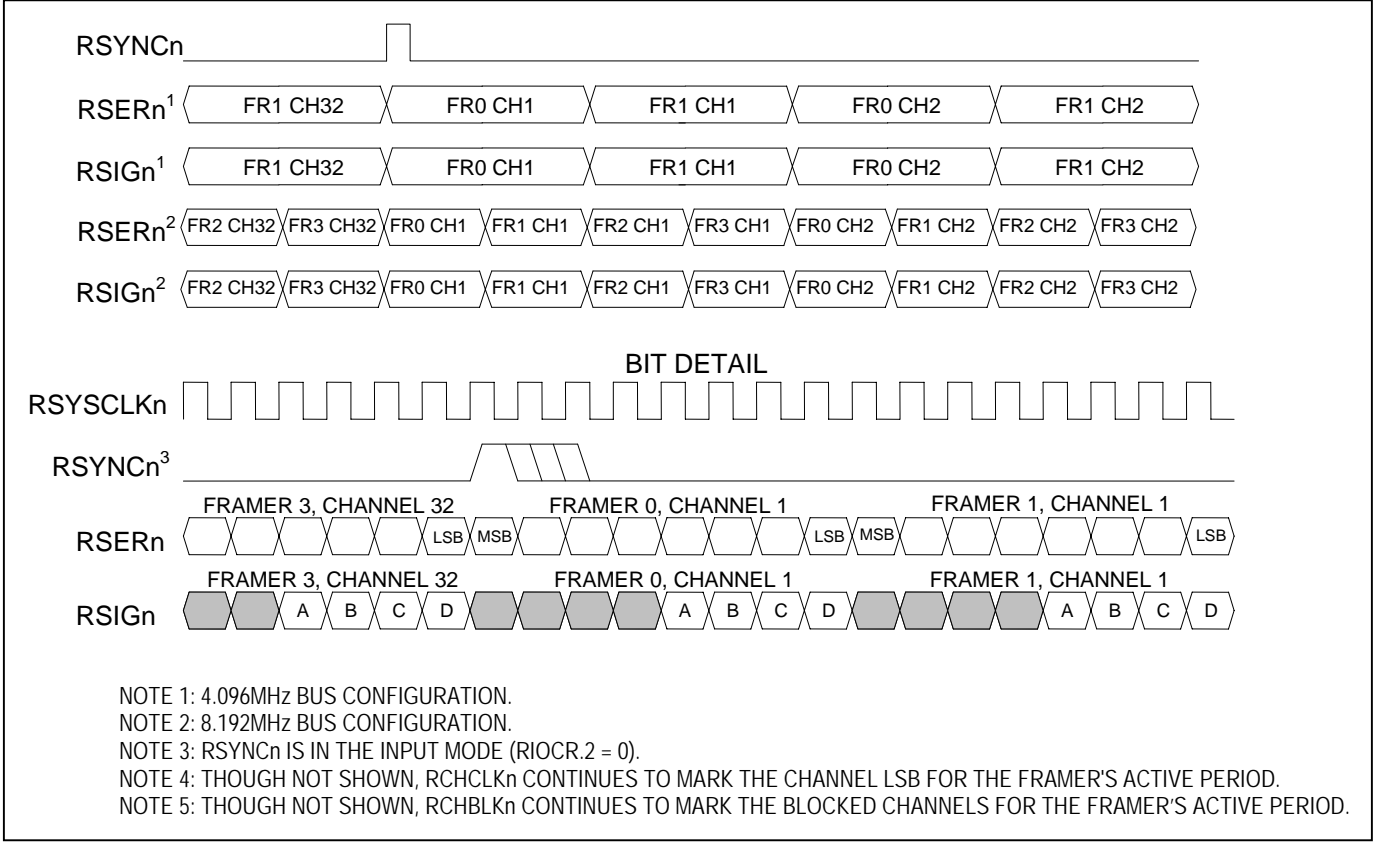 RSYNCn
RSERn1 FR1 CH32 FR0 CH1 FR1 CH1 FR0 CH2 FR1 CH2
RSIGn1 FR1 CH32 FR0 CH1 FR1 CH1 FR0 CH2 FR1 CH2
RSERn2 FR2 CH32 FR3 CH32 FR0 CH1 FR1 CH1 FR2 CH1 FR3 CH1 FR0 CH2 FR1 CH2 FR2 CH2 FR3 CH2
RSIGn2 FR2 CH32 FR3 CH32 FR0 CH1 FR1 CH1 FR2 CH1 FR3 CH1 FR0 CH2 FR1 CH2 FR2 CH2 FR3 CH2
BIT DETAIL
RSYSCLKn
RSYNCn3
FRAMER 3, CHANNEL 32 FRAMER 0, CHANNEL 1 FRAMER 1, CHANNEL 1
RSERn LSB MSB LSB MSB LSB
FRAMER 3, CHANNEL 32 FRAMER 0, CHANNEL 1 FRAMER 1, CHANNEL 1
RSIGn A B C D A B C D A B C D
NOTE 1: 4.096MHz BUS CONFIGURATION.
NOTE 2: 8.192MHz BUS CONFIGURATION.
NOTE 3: RSYNCn IS IN THE INPUT MODE (RIOCR.2 = 0).
NOTE 4: THOUGH NOT SHOWN, RCHCLKn CONTINUES TO MARK THE CHANNEL LSB FOR THE FRAMER'S ACTIVE PERIOD.
NOTE 5: THOUGH NOT SHOWN, RCHBLKn CONTINUES TO MARK THE BLOCKED CHANNELS FOR THE FRAMER’S ACTIVE PERIOD.